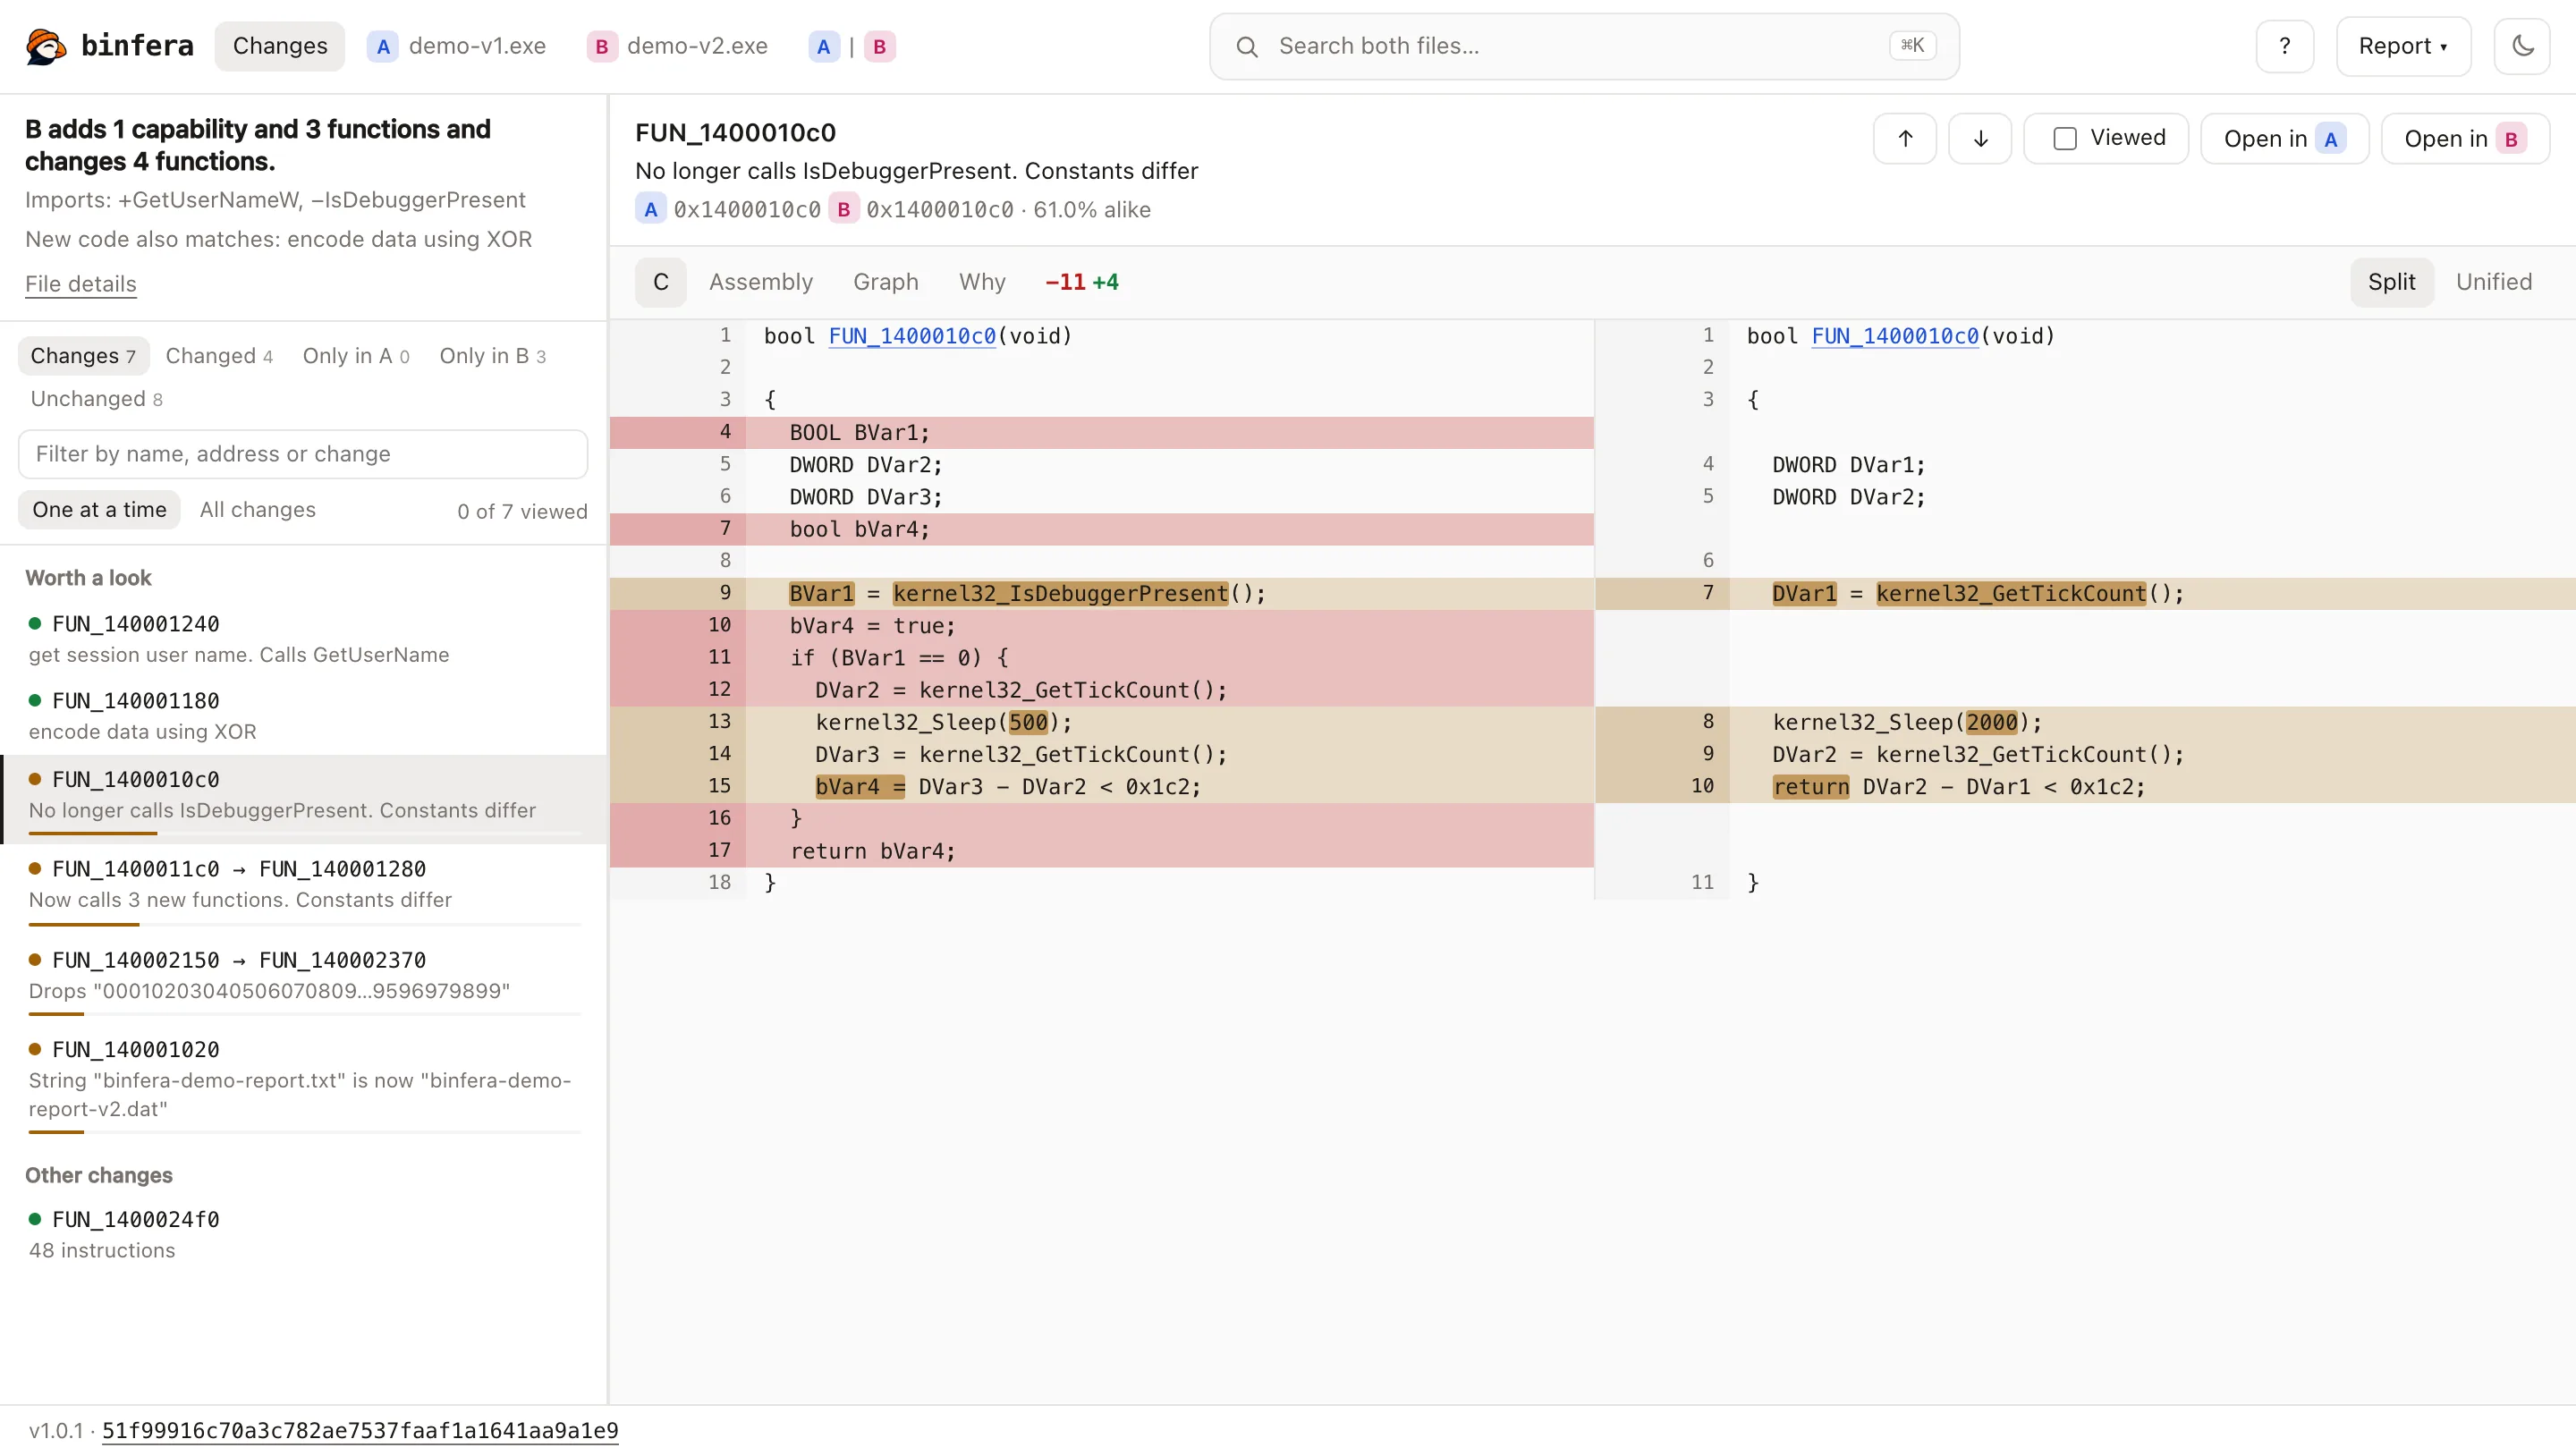 binfera Changes A demo-v1.exe B demo-v2.exe A | B Search both files... ⌘K ? Report ▾
B adds 1 capability and 3 functions and
changes 4 functions.
Imports: +GetUserNameW, −IsDebuggerPresent
New code also matches: encode data using XOR
File details
Changes 7 Changed 4 Only in A 0 Only in B 3
Unchanged 8
Filter by name, address or change
One at a time All changes 0 of 7 viewed
Worth a look
FUN_140001240
get session user name. Calls GetUserName
FUN_140001180
encode data using XOR
FUN_1400010c0
No longer calls IsDebuggerPresent. Constants differ
FUN_1400011c0 → FUN_140001280
Now calls 3 new functions. Constants differ
FUN_140002150 → FUN_140002370
Drops "00010203040506070809…9596979899"
FUN_140001020
String "binfera-demo-report.txt" is now "binfera-demo-
report-v2.dat"
Other changes
FUN_1400024f0
48 instructions
FUN_1400010c0
No longer calls IsDebuggerPresent. Constants differ
A 0x1400010c0 B 0x1400010c0 · 61.0% alike
↑ ↓ Viewed Open in A Open in B
C Assembly Graph Why −11 +4 Split Unified
1 bool FUN_1400010c0(void)
2
3 {
4 BOOL BVar1;
5 DWORD DVar2;
6 DWORD DVar3;
7 bool bVar4;
8
9 BVar1 = kernel32_IsDebuggerPresent();
10 bVar4 = true;
11 if (BVar1 == 0) {
12 DVar2 = kernel32_GetTickCount();
13 kernel32_Sleep(500);
14 DVar3 = kernel32_GetTickCount();
15 bVar4 = DVar3 − DVar2 < 0x1c2;
16 }
17 return bVar4;
18 }
1 bool FUN_1400010c0(void)
2
3 {
4 DWORD DVar1;
5 DWORD DVar2;
6
7 DVar1 = kernel32_GetTickCount();
8 kernel32_Sleep(2000);
9 DVar2 = kernel32_GetTickCount();
10 return DVar2 − DVar1 < 0x1c2;
11 }
v1.0.1 · 51f99916c70a3c782ae7537faaf1a1641aa9a1e9